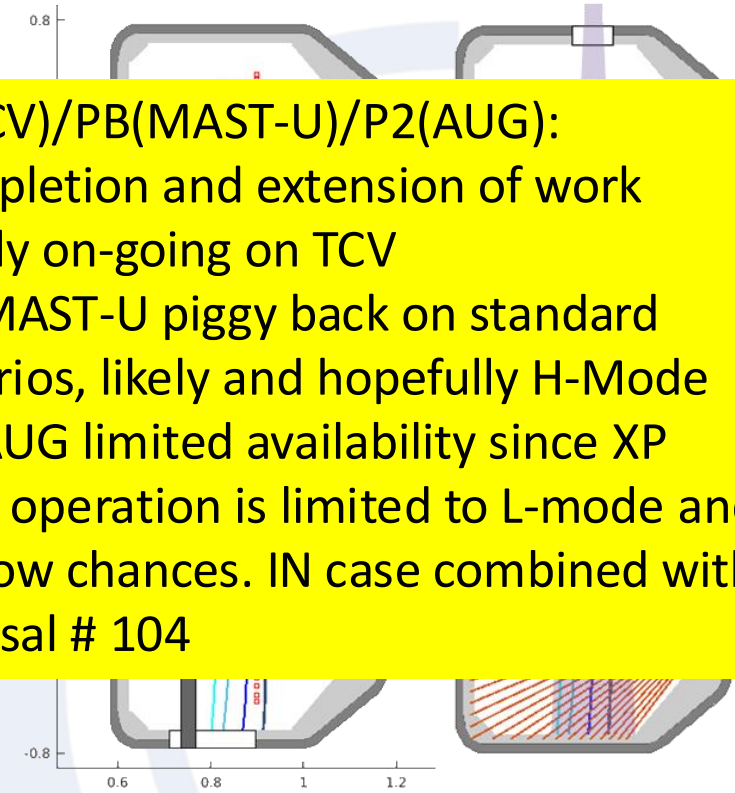 0.8
CV)/PB(MAST-U)/P2(AUG):
pletion and extension of work
dy on-going on TCV
MAST-U piggy back on standard
rios, likely and hopefully H-Mode
AUG limited availability since XP
operation is limited to L-mode and
ow chances. IN case combined with
sal # 104
-0.8
0.6
0.8
1
1.2